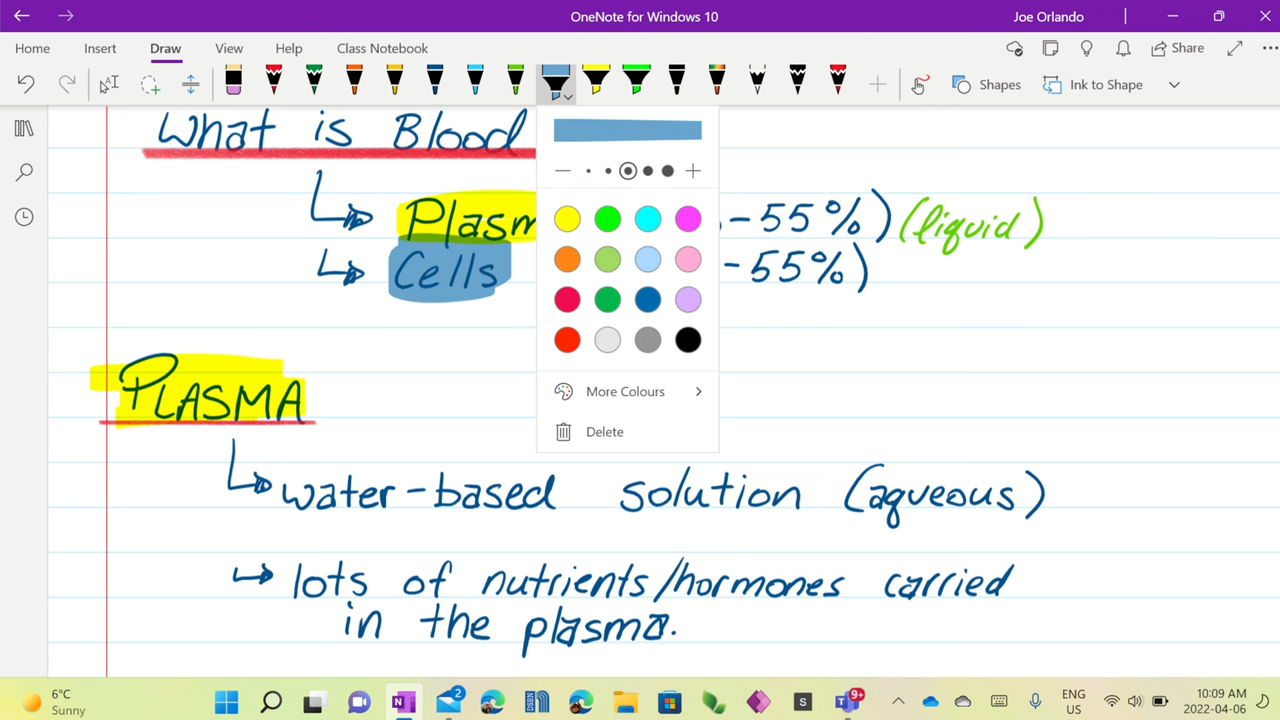 OneNote for Windows 10
Joe Orlando
Home Insert Draw View Help Class Notebook
Share
Shapes
Ink to Shape
What is Blood
Plasm -55%) (liquid)
Cells -55%)
More Colours
Delete
PLASMA
water-based solution (aqueous)
lots of nutrients/hormones carried
in the plasma.
6°C
Sunny
2
9+
S
ENG
US
10:09 AM
2022-04-06